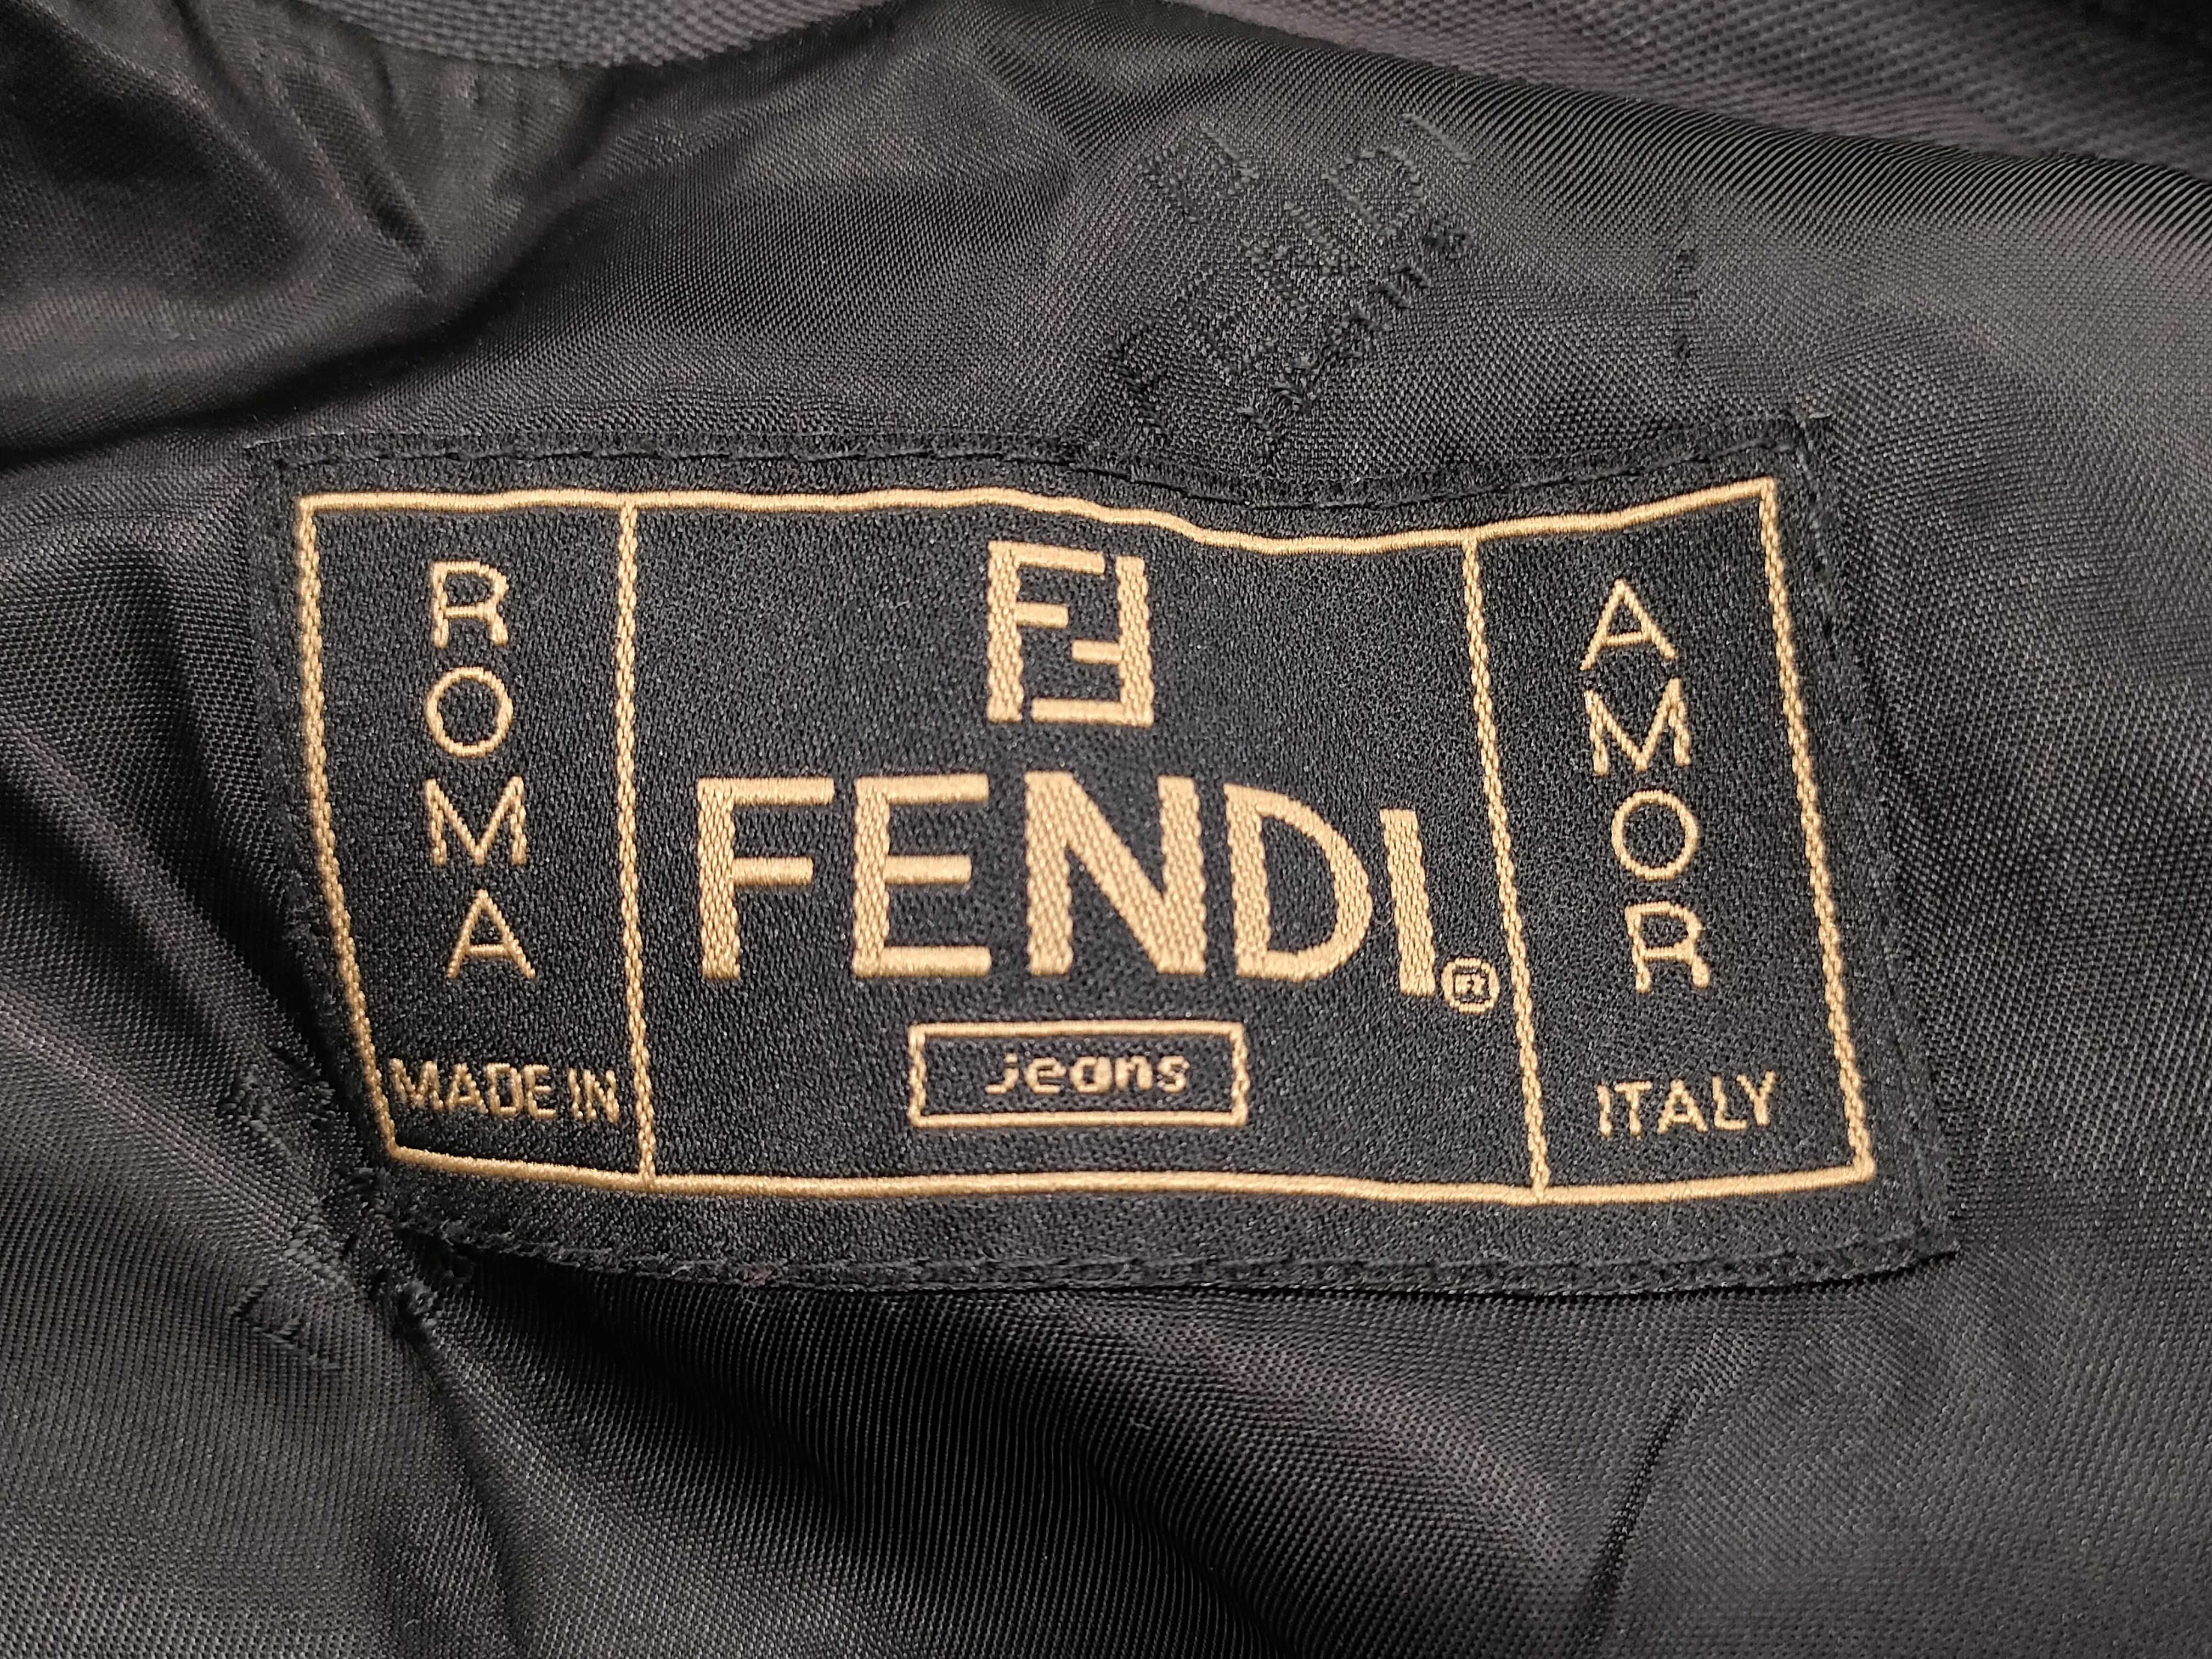 ROMA
FF
FENDI®
jeans
AMOR
MADE IN
ITALY